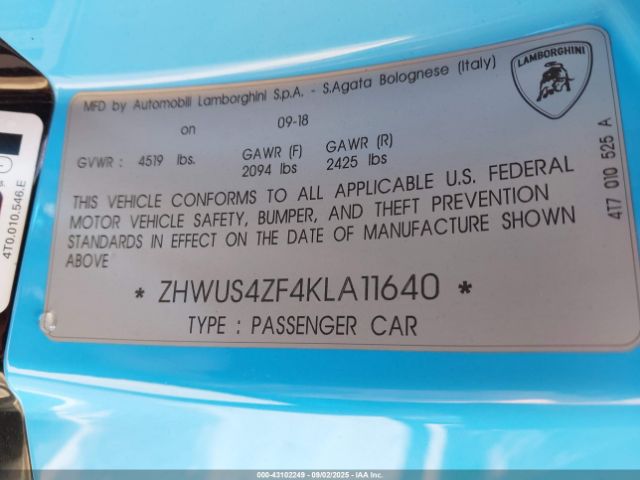 MFD by Automobili Lamborghini S.p.A. - S.Agata Bolognese (Italy)
on 09-18
GVWR : 4519 lbs. GAWR (F) GAWR (R)
2094 lbs 2425 lbs
THIS VEHICLE CONFORMS TO ALL APPLICABLE U.S. FEDERAL
MOTOR VEHICLE SAFETY, BUMPER, AND THEFT PREVENTION
STANDARDS IN EFFECT ON THE DATE OF MANUFACTURE SHOWN
ABOVE
* ZHWUS4ZF4KLA11640 *
TYPE : PASSENGER CAR
LAMBORGHINI
4T7 010 525 A
4T0.010.546.E
000-43102249 - 09/02/2025 - IAA Copart